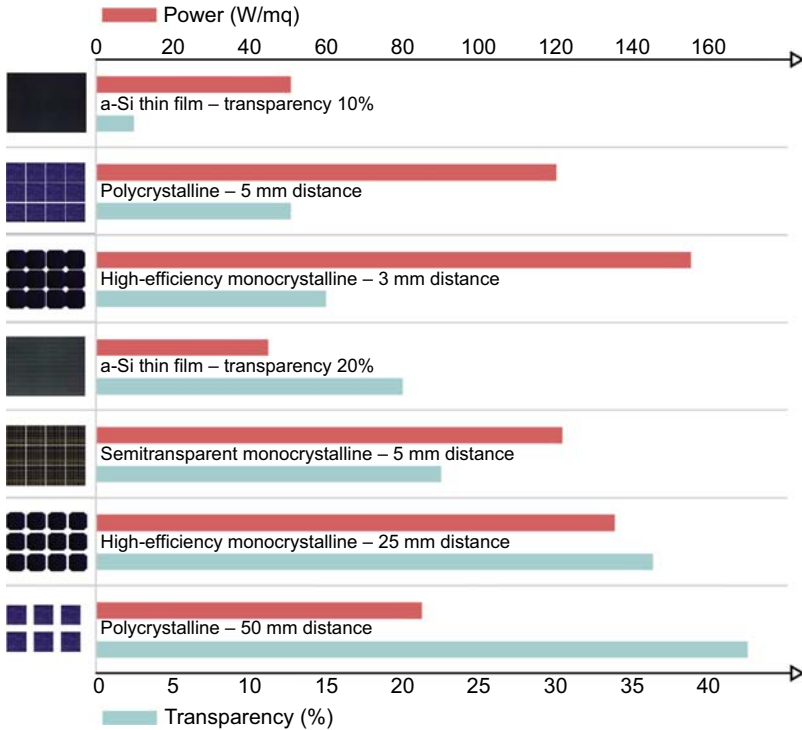 Power (W/mq)
0 20 40 60 80 100 120 140 160
a-Si thin film – transparency 10%
Polycrystalline – 5 mm distance
High-efficiency monocrystalline – 3 mm distance
a-Si thin film – transparency 20%
Semitransparent monocrystalline – 5 mm distance
High-efficiency monocrystalline – 25 mm distance
Polycrystalline – 50 mm distance
0 5 10 15 20 25 30 35 40
Transparency (%)